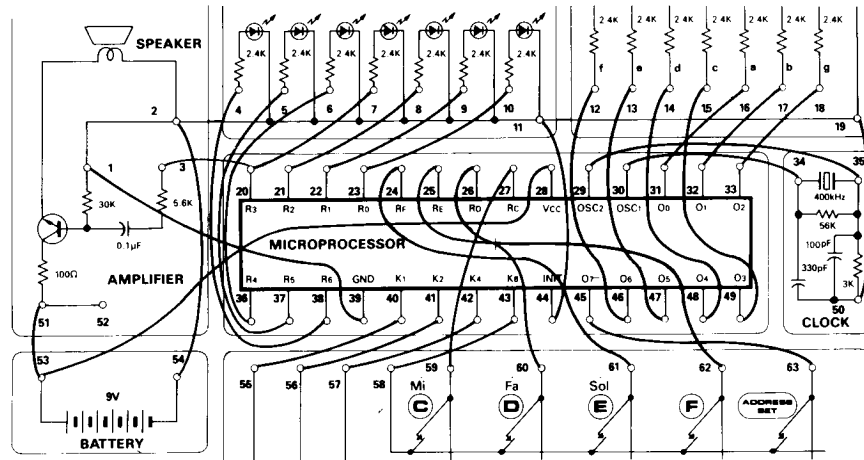 SPEAKER
2.4K 2.4K 2.4K 2.4K 2.4K 2.4K 2.4K
2.4K 2.4K 2.4K 2.4K 2.4K 2.4K 2.4K
f e d c a b g
4 5 6 7 8 9 10
12 13 14 15 16 17 18
2 11 19
1 3 34 35
20 21 22 23 24 25 26 27 28 29 30 31 32 33
R3 R2 R1 R0 RF RE RD RC VCC OSC2 OSC1 O0 O1 O2
400kHz
30K 5.6K
56K
0.1µF
MICROPROCESSOR
100pF
330pF
100Ω
AMPLIFIER
3K
R4 R5 R6 GND K1 K2 K4 K8 INIT O7 O6 O5 O4 O3
36 37 38 39 40 41 42 43 44 45 46 47 48 49
50
CLOCK
51 52
53 54
55 56 57 58 59 60 61 62 63
Mi Fa Sol
C D E F ADDRESS SET
9V
BATTERY